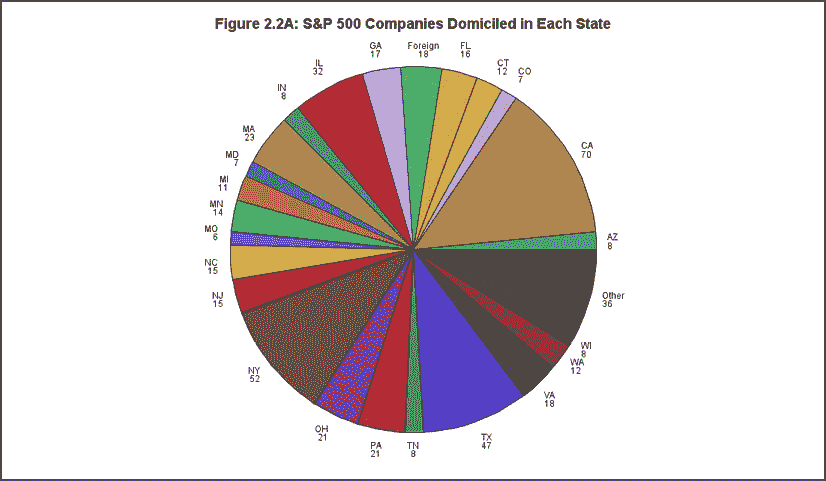 Figure 2.2A: S&P 500 Companies Domiciled in Each State
Foreign
18
FL
16
CT
12
CO
7
CA
70
AZ
8
Other
36
WI
8
WA
12
VA
18
TX
47
TN
8
PA
21
OH
21
NY
52
NJ
15
NC
15
MO
6
MN
14
MI
11
MD
7
MA
23
IN
8
IL
32
GA
17